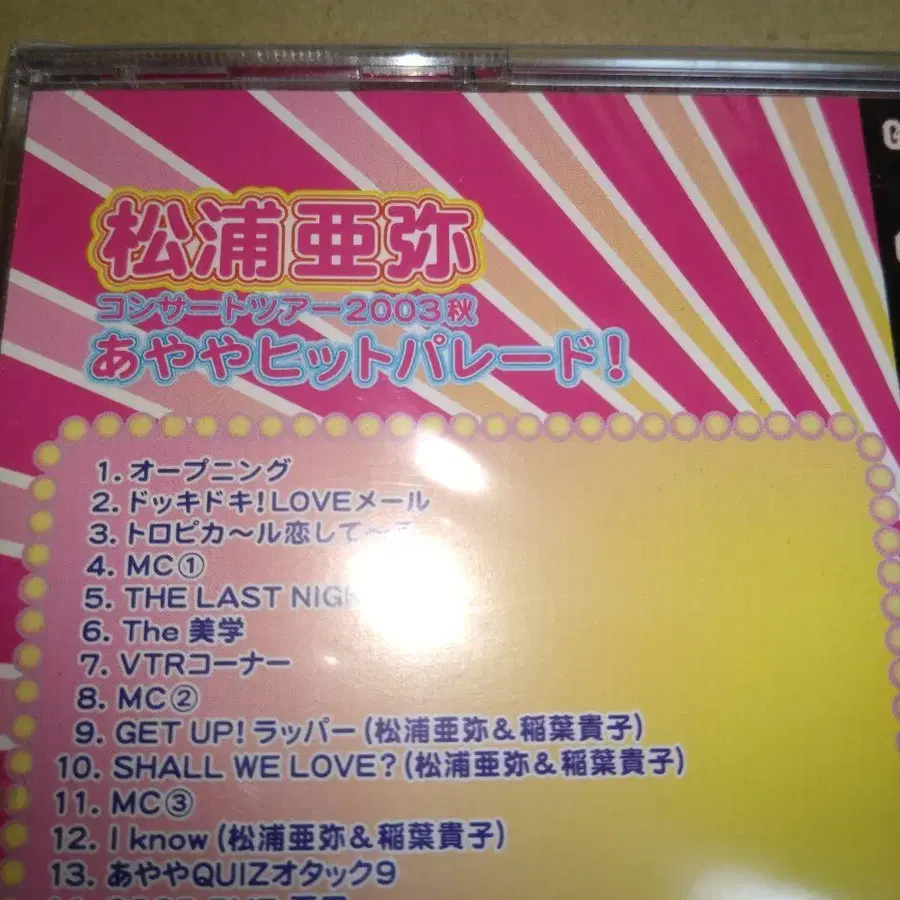 松浦亜弥
コンサートツアー2003秋
あややヒットパレード!
1. オープニング
2. ドッキドキ!LOVEメール
3. トロピカ〜ル恋して
4. MC①
5. THE LAST
6. The 美学
7. VTRコーナー
8. MC②
9. GET UP! ラッパー(松浦亜弥&稲葉貴子)
10. SHALL WE LOVE?(松浦亜弥&稲葉貴子)
11. MC③
12. I know(松浦亜弥&稲葉貴子)
13. あややQUIZオタック9